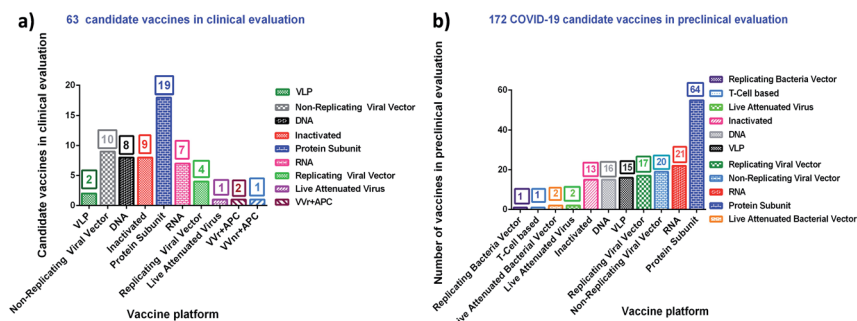 a)
63 candidate vaccines in clinical evaluation
Candidate vaccines in clinical evaluation
20
15
10
5
0
2
10
8
9
19
7
4
1
2
1
VLP
Non-Replicating Viral Vector
DNA
Inactivated
Protein Subunit
RNA
Replicating Viral Vector
Live Attenuated Virus
VVr+APC
VVnr+APC
Vaccine platform
VLP
Non-Replicating Viral Vector
DNA
Inactivated
Protein Subunit
RNA
Replicating Viral Vector
Live Attenuated Virus
VVr+APC
b)
172 COVID-19 candidate vaccines in preclinical evaluation
Number of vaccines in preclinical evaluation
60
40
20
0
1
1
2
2
13
16
15
17
20
21
64
Replicating Bacteria Vector
T-Cell based
ive Attenuated Bacterial Vector
Live Attenuated Virus
Inactivated
DNA
VLP
Replicating Viral Vector
Non-Replicating Viral Vector
RNA
Protein Subunit
Vaccine platform
Replicating Bacteria Vector
T-Cell based
Live Attenuated Virus
Inactivated
DNA
VLP
Replicating Viral Vector
Non-Replicating Viral Vector
RNA
Protein Subunit
Live Attenuated Bacterial Vector